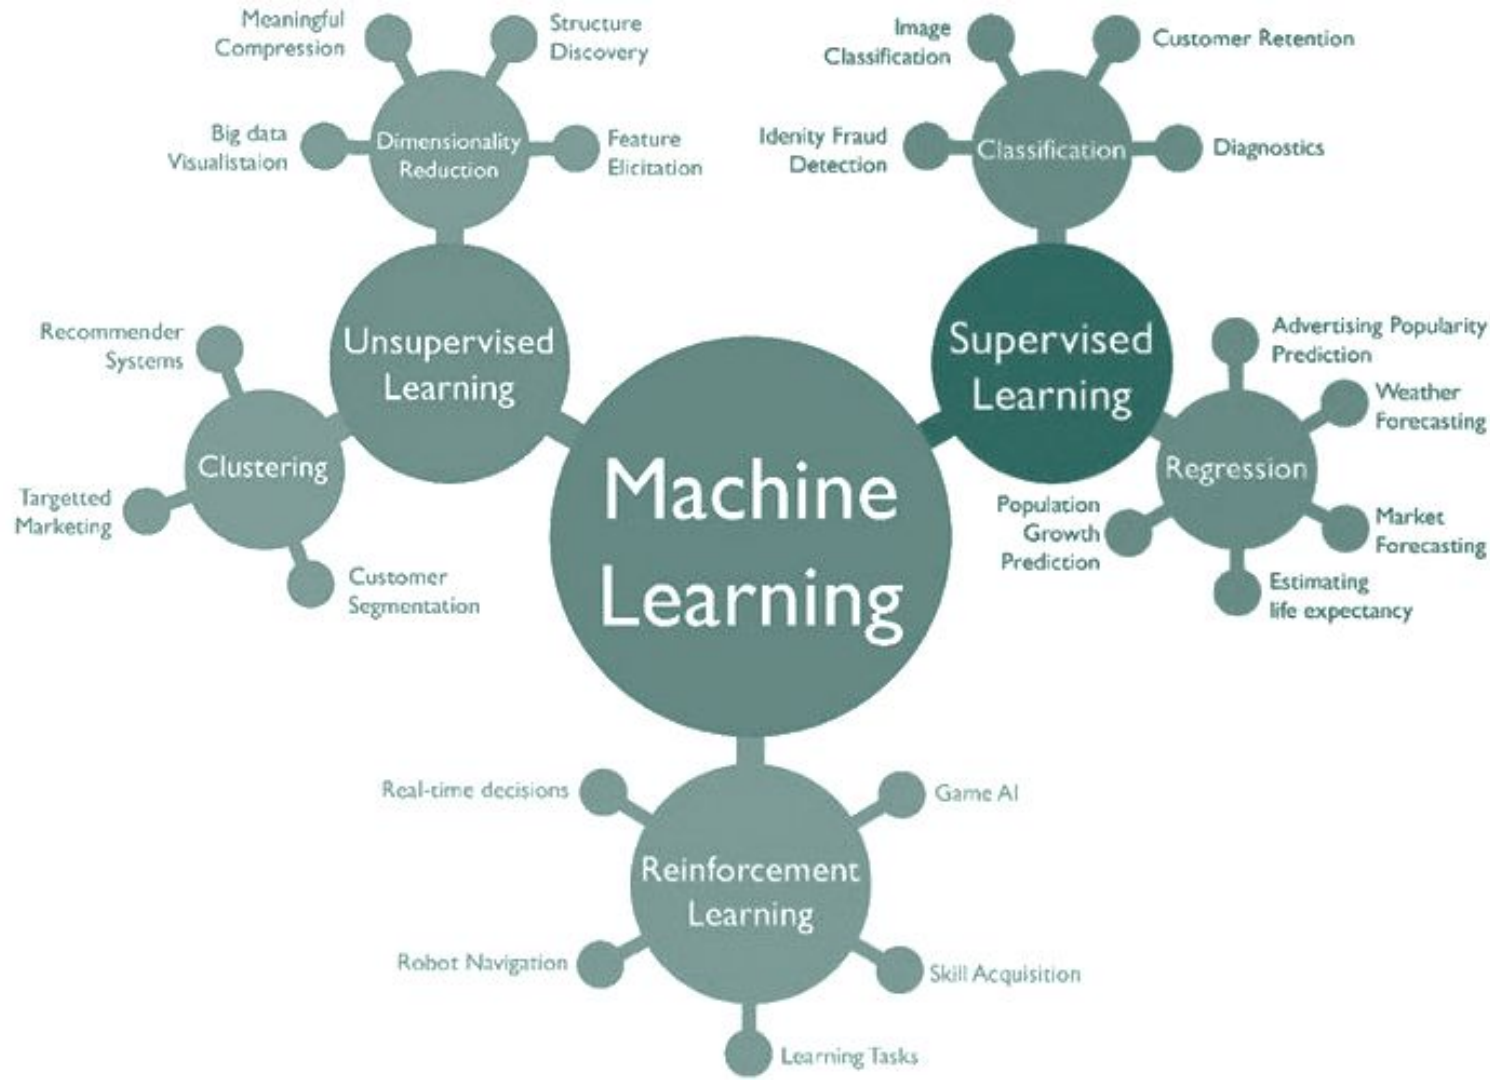 Meaningful
Compression
Structure
Discovery
Big data
Visualistaion
Dimensionality
Reduction
Feature
Elicitation
Image
Classification
Customer Retention
Idenity Fraud
Detection
Classification
Diagnostics
Unsupervised
Learning
Recommender
Systems
Clustering
Targetted
Marketing
Customer
Segmentation
Supervised
Learning
Advertising Popularity
Prediction
Weather
Forecasting
Regression
Population
Growth
Prediction
Market
Forecasting
Estimating
life expectancy
Machine
Learning
Real-time decisions
Game AI
Reinforcement
Learning
Robot Navigation
Skill Acquisition
Learning Tasks